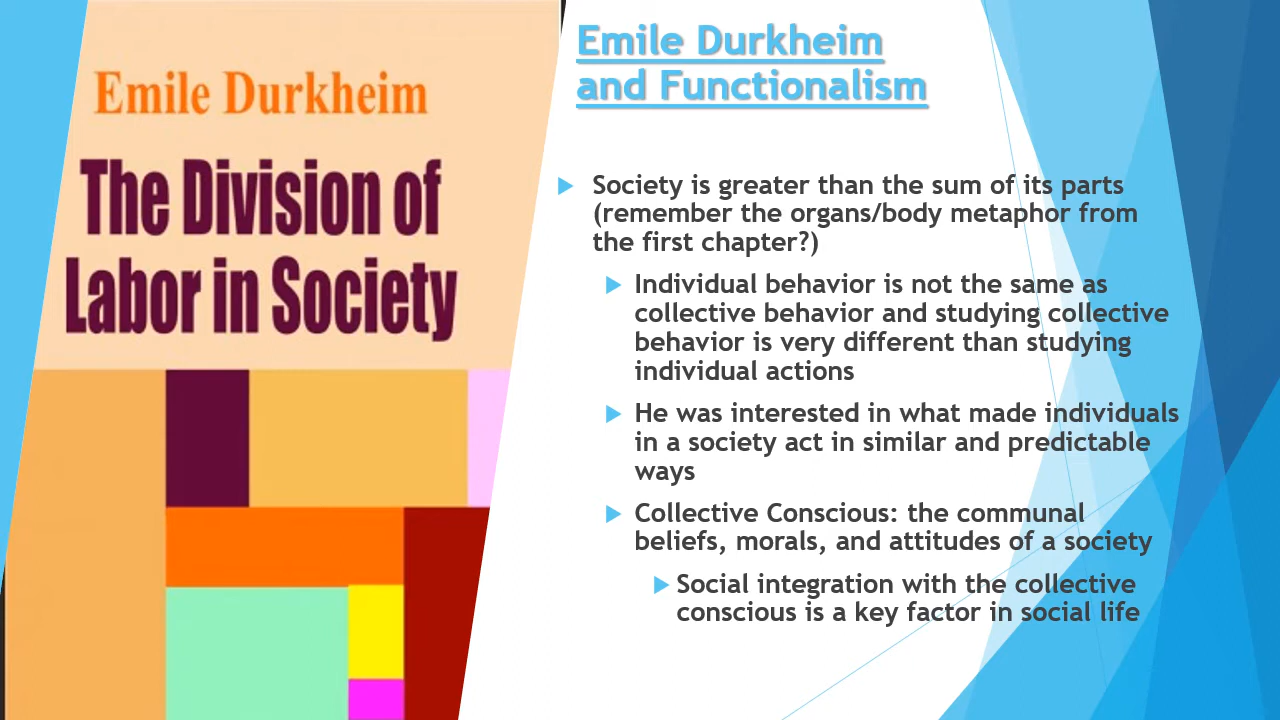 Emile Durkheim
The Division of
Labor in Society
Emile Durkheim
and Functionalism
Society is greater than the sum of its parts
(remember the organs/body metaphor from
the first chapter?)
Individual behavior is not the same as
collective behavior and studying collective
behavior is very different than studying
individual actions
He was interested in what made individuals
in a society act in similar and predictable
ways
Collective Conscious: the communal
beliefs, morals, and attitudes of a society
Social integration with the collective
conscious is a key factor in social life